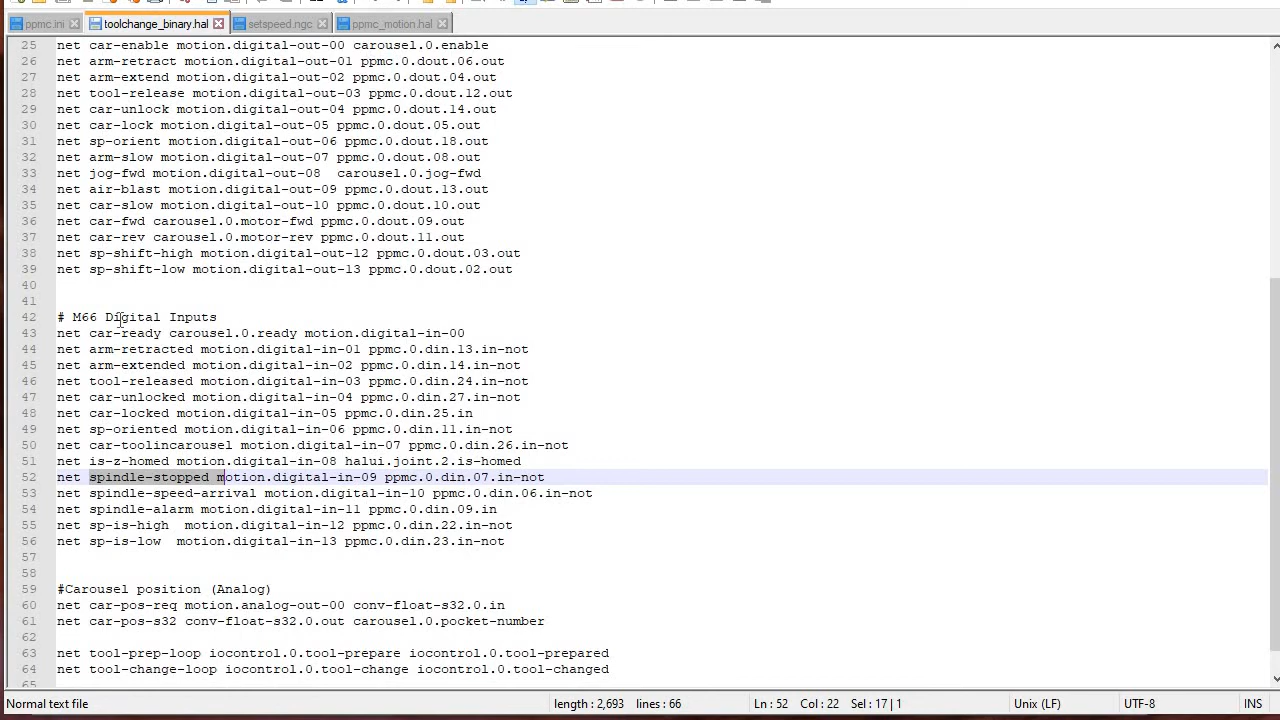 ppmc.ini toolchange_binary.hal setspeed.ngc ppmc_motion.hal
25 net car-enable motion.digital-out-00 carousel.0.enable
26 net arm-retract motion.digital-out-01 ppmc.0.dout.06.out
27 net arm-extend motion.digital-out-02 ppmc.0.dout.04.out
28 net tool-release motion.digital-out-03 ppmc.0.dout.12.out
29 net car-unlock motion.digital-out-04 ppmc.0.dout.14.out
30 net car-lock motion.digital-out-05 ppmc.0.dout.05.out
31 net sp-orient motion.digital-out-06 ppmc.0.dout.18.out
32 net arm-slow motion.digital-out-07 ppmc.0.dout.08.out
33 net jog-fwd motion.digital-out-08  carousel.0.jog-fwd
34 net air-blast motion.digital-out-09 ppmc.0.dout.13.out
35 net car-slow motion.digital-out-10 ppmc.0.dout.10.out
36 net car-fwd carousel.0.motor-fwd ppmc.0.dout.09.out
37 net car-rev carousel.0.motor-rev ppmc.0.dout.11.out
38 net sp-shift-high motion.digital-out-12 ppmc.0.dout.03.out
39 net sp-shift-low motion.digital-out-13 ppmc.0.dout.02.out
40
41
42 # M66 Digital Inputs
43 net car-ready carousel.0.ready motion.digital-in-00
44 net arm-retracted motion.digital-in-01 ppmc.0.din.13.in-not
45 net arm-extended motion.digital-in-02 ppmc.0.din.14.in-not
46 net tool-released motion.digital-in-03 ppmc.0.din.24.in-not
47 net car-unlocked motion.digital-in-04 ppmc.0.din.27.in-not
48 net car-locked motion.digital-in-05 ppmc.0.din.25.in
49 net sp-oriented motion.digital-in-06 ppmc.0.din.11.in-not
50 net car-toolincarousel motion.digital-in-07 ppmc.0.din.26.in-not
51 net is-z-homed motion.digital-in-08 halui.joint.2.is-homed
52 net spindle-stopped motion.digital-in-09 ppmc.0.din.07.in-not
53 net spindle-speed-arrival motion.digital-in-10 ppmc.0.din.06.in-not
54 net spindle-alarm motion.digital-in-11 ppmc.0.din.09.in
55 net sp-is-high  motion.digital-in-12 ppmc.0.din.22.in-not
56 net sp-is-low  motion.digital-in-13 ppmc.0.din.23.in-not
57
58
59 #Carousel position (Analog)
60 net car-pos-req motion.analog-out-00 conv-float-s32.0.in
61 net car-pos-s32 conv-float-s32.0.out carousel.0.pocket-number
62
63 net tool-prep-loop iocontrol.0.tool-prepare iocontrol.0.tool-prepared
64 net tool-change-loop iocontrol.0.tool-change iocontrol.0.tool-changed
65
Normal text file length : 2,693 lines : 66 Ln : 52 Col : 22 Sel : 17 | 1 Unix (LF) UTF-8 INS